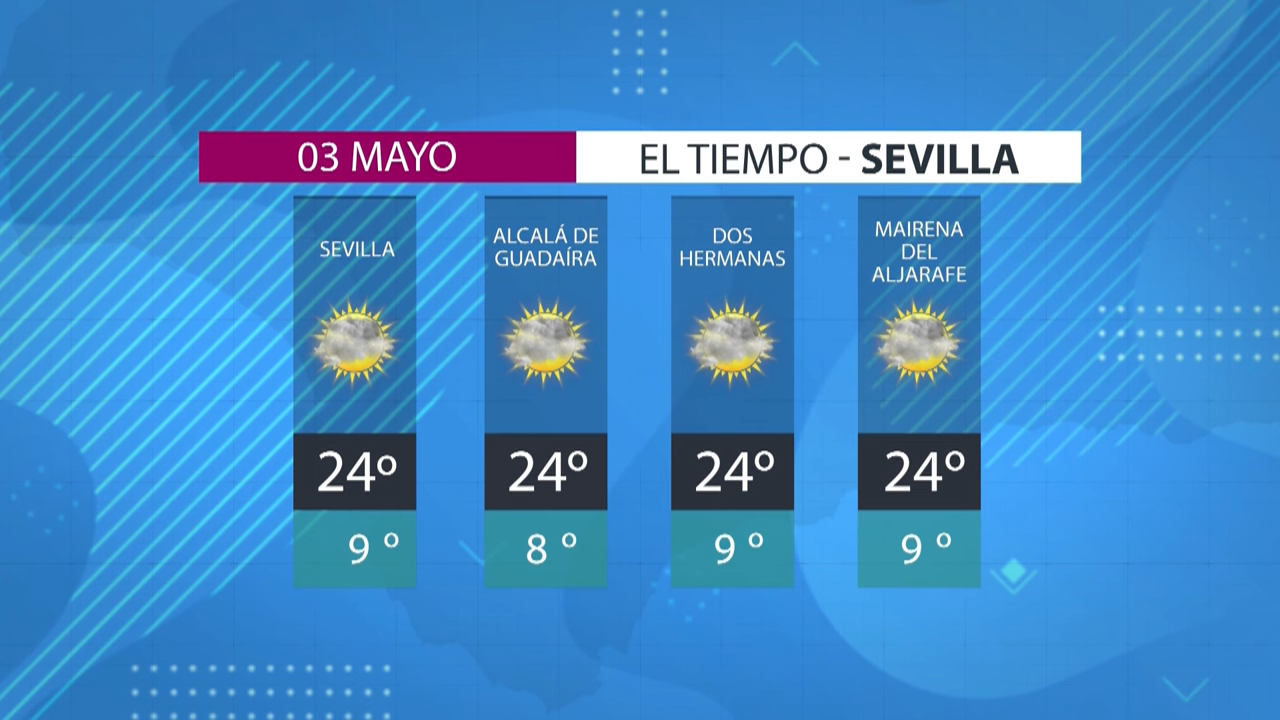 03 MAYO
EL TIEMPO - SEVILLA
SEVILLA
24º
9 º
ALCALÁ DE
GUADAÍRA
24º
8 º
DOS
HERMANAS
24º
9 º
MAIRENA
DEL
ALJARAFE
24º
9 º